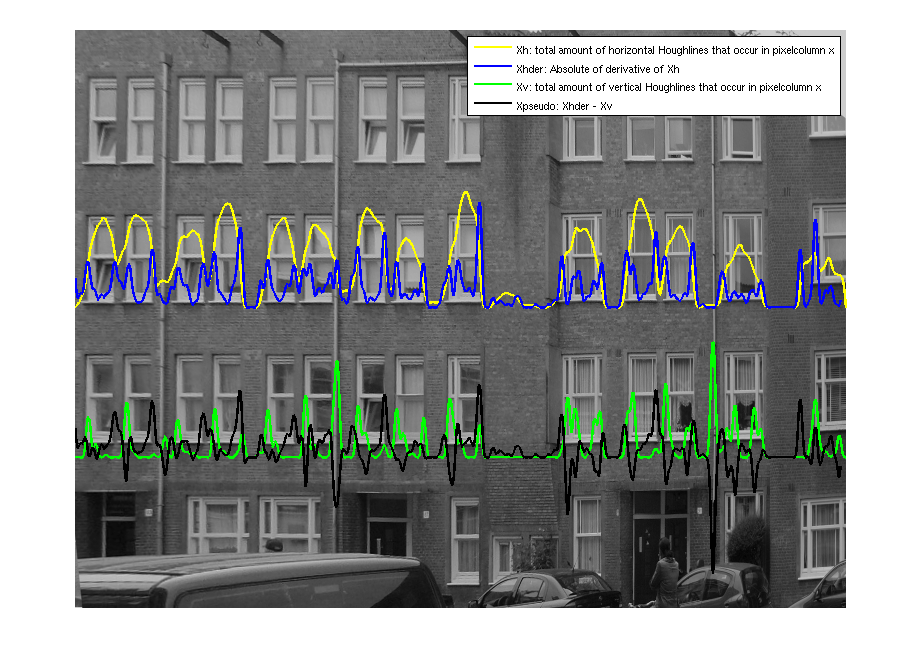 Xh: total amount of horizontal Houghlines that occur in pixelcolumn x
Xhder: Absolute of derivative of Xh
Xv: total amount of vertical Houghlines that occur in pixelcolumn x
Xpseudo: Xhder - Xv